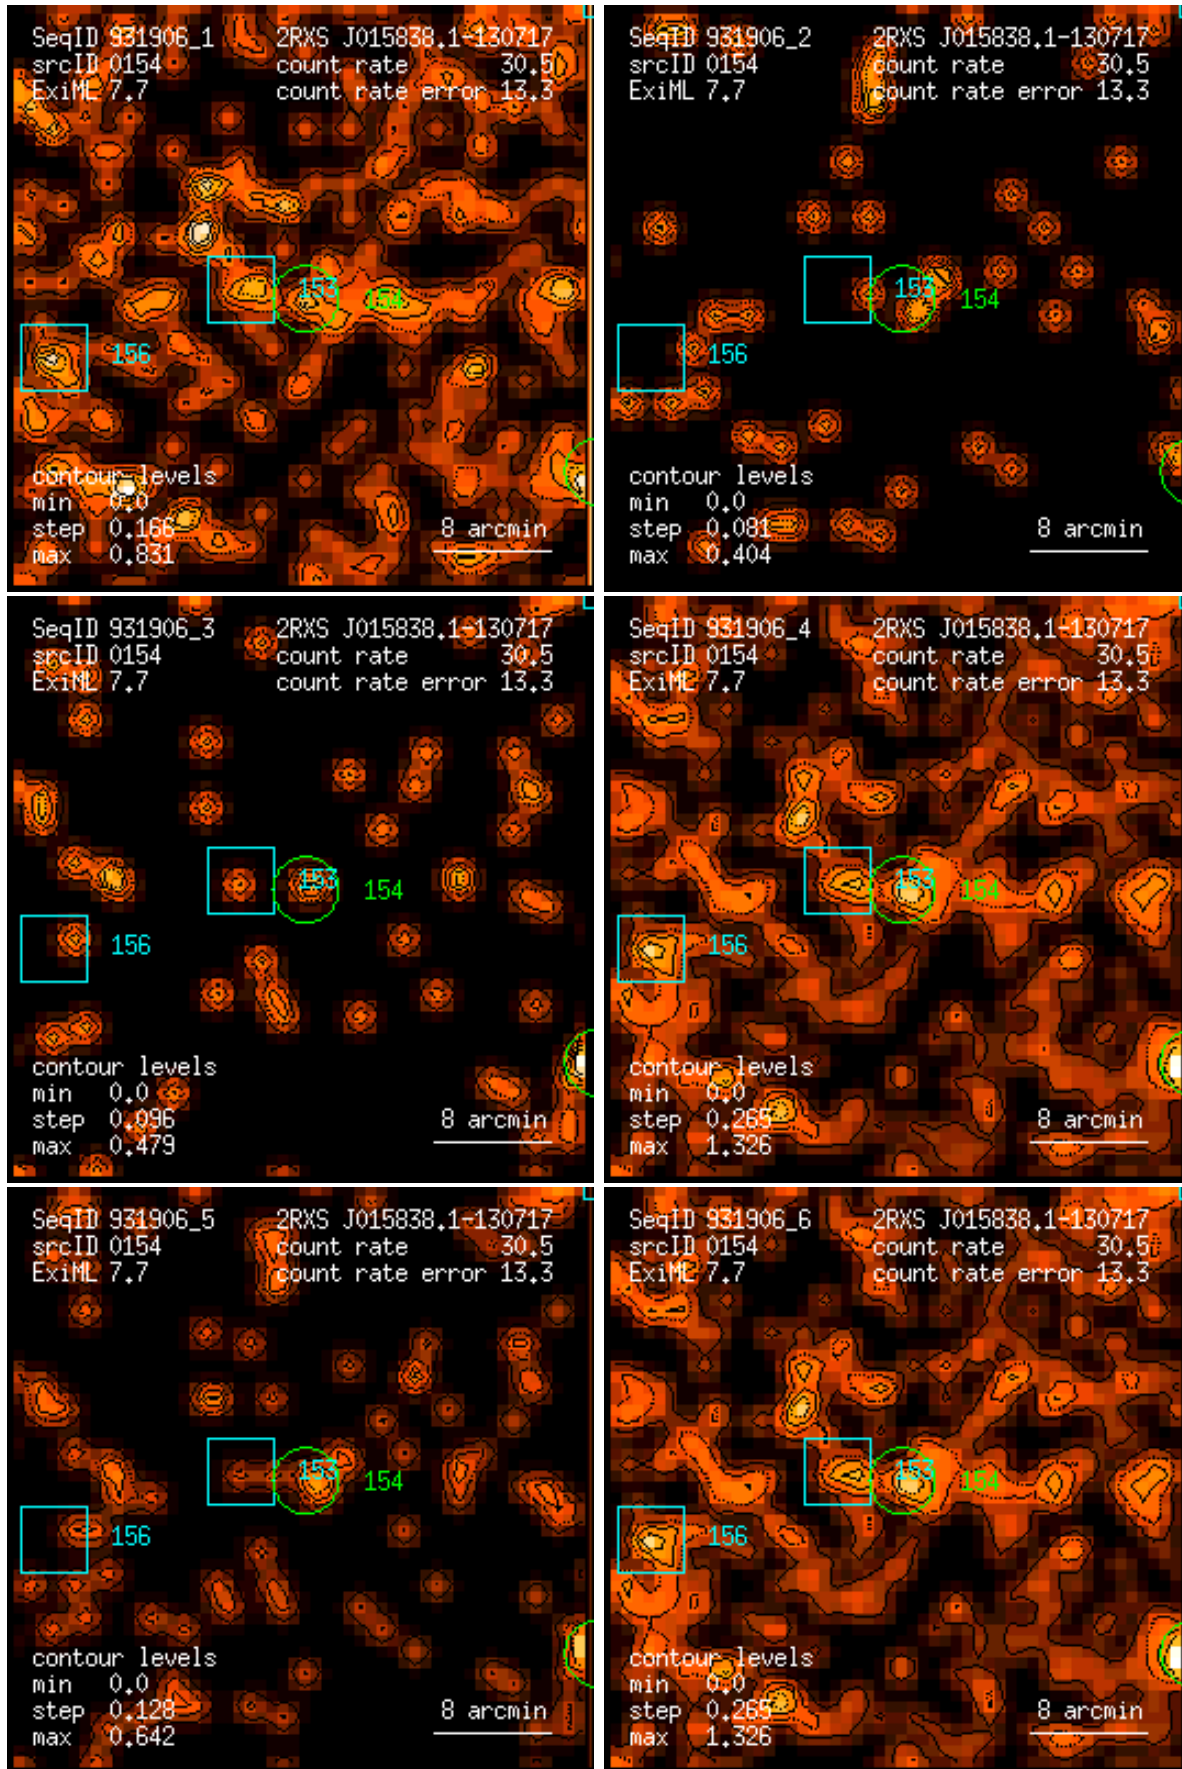 SeqID 931906_1 2RXS J015838.1-130717
srcID 0154 count rate 30.5
ExiML 7.7 count rate error 13.3
153
154
156
contour levels
min 0.0
step 0.166 8 arcmin
max 0.831
SeqID 931906_2 2RXS J015838.1-130717
srcID 0154 count rate 30.5
ExiML 7.7 count rate error 13.3
153
154
156
contour levels
min 0.0
step 0.081 8 arcmin
max 0.404
SeqID 931906_3 2RXS J015838.1-130717
srcID 0154 count rate 30.5
ExiML 7.7 count rate error 13.3
153
154
156
contour levels
min 0.0
step 0.096 8 arcmin
max 0.479
SeqID 931906_4 2RXS J015838.1-130717
srcID 0154 count rate 30.5
ExiML 7.7 count rate error 13.3
153
154
156
contour levels
min 0.0
step 0.265 8 arcmin
max 1.326
SeqID 931906_5 2RXS J015838.1-130717
srcID 0154 count rate 30.5
ExiML 7.7 count rate error 13.3
153
154
156
contour levels
min 0.0
step 0.128 8 arcmin
max 0.642
SeqID 931906_6 2RXS J015838.1-130717
srcID 0154 count rate 30.5
ExiML 7.7 count rate error 13.3
153
154
156
contour levels
min 0.0
step 0.265 8 arcmin
max 1.326